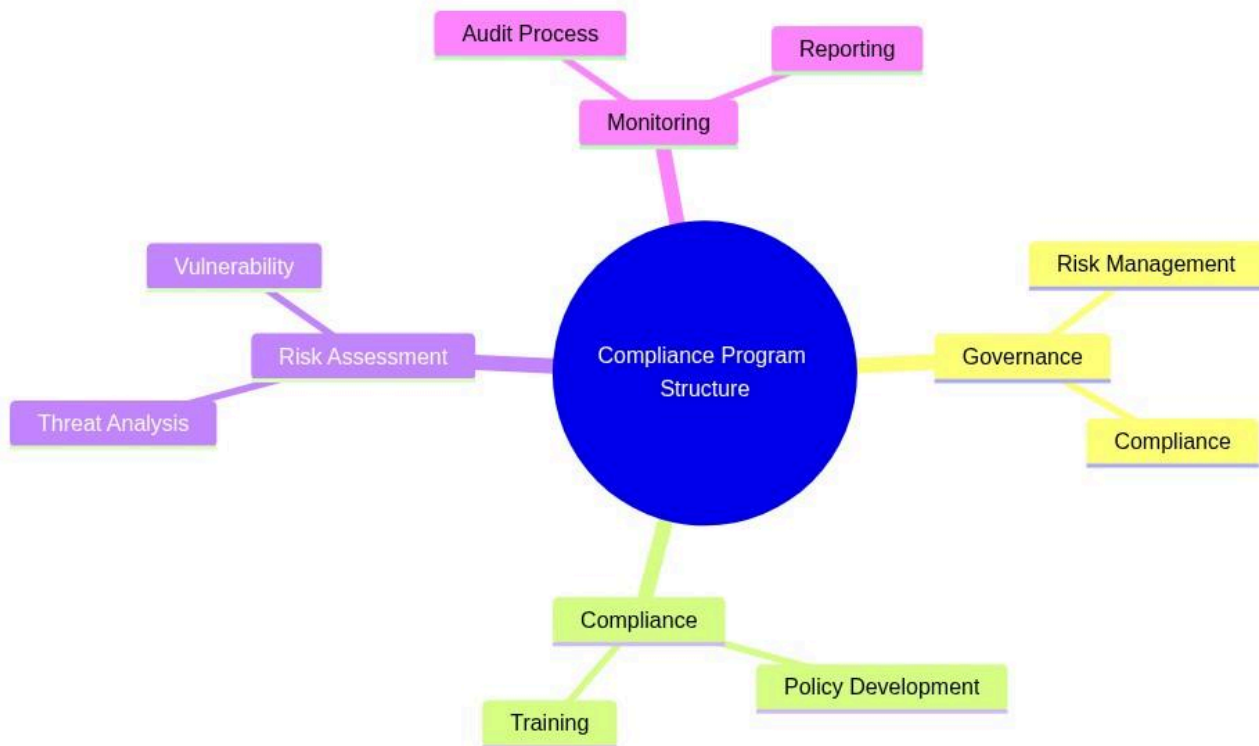 Audit Process
Reporting
Monitoring
Vulnerability
Risk Management
Risk Assessment
Compliance Program
Structure
Governance
Threat Analysis
Compliance
Compliance
Policy Development
Training